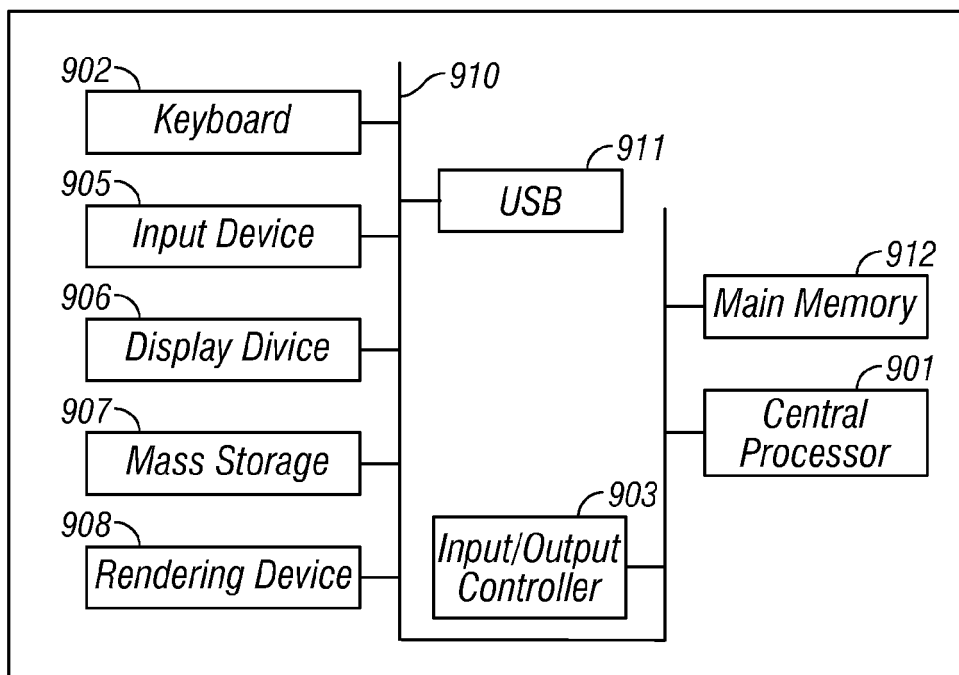 902
Keyboard
910
911
USB
905
Input Device
912
Main Memory
906
Display Divice
901
Central
Processor
907
Mass Storage
903
Input/Output
Controller
908
Rendering Device